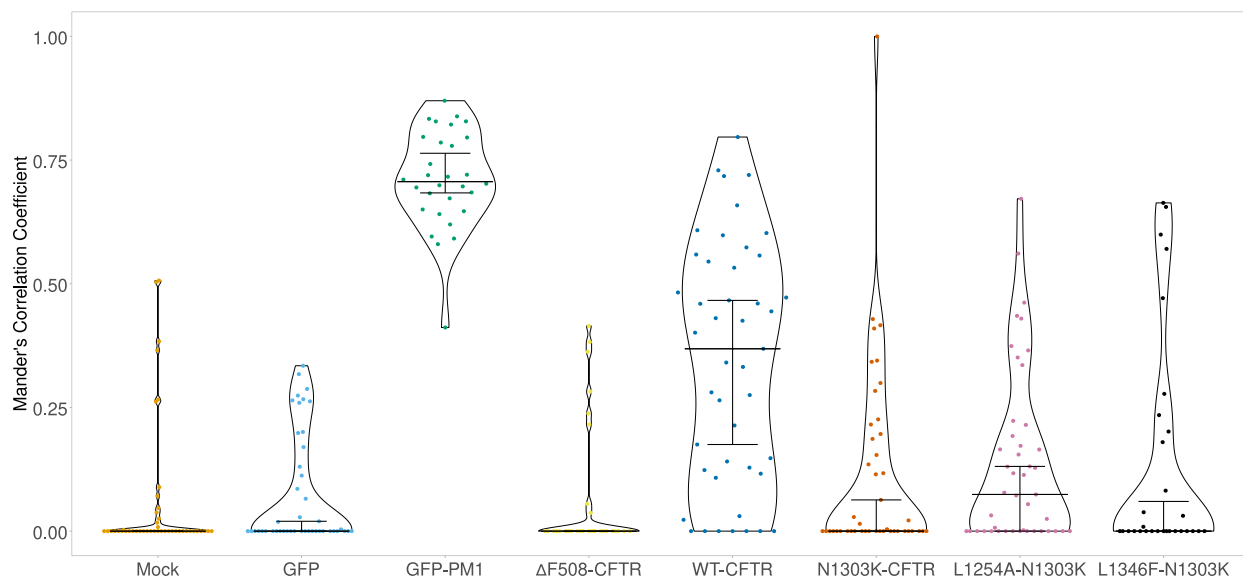 Mander's Correlation Coefficient
1.00
0.75
0.50
0.25
0.00
Mock GFP GFP-PM1 ΔF508-CFTR WT-CFTR N1303K-CFTR L1254A-N1303K L1346F-N1303K